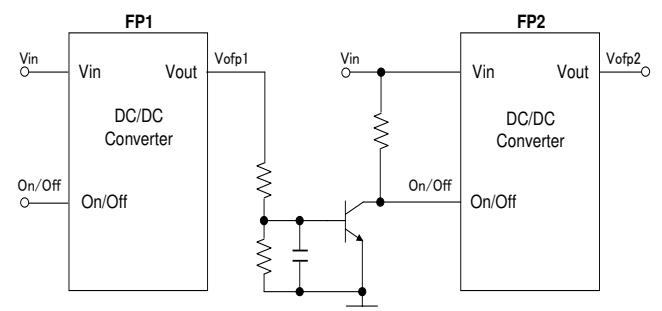 FP1
FP2
Vin
Vin
Vout
Vofp1
DC/DC
Converter
On/Off
On/Off
Vin
Vin
Vout
Vofp2
DC/DC
Converter
On/Off
On/Off